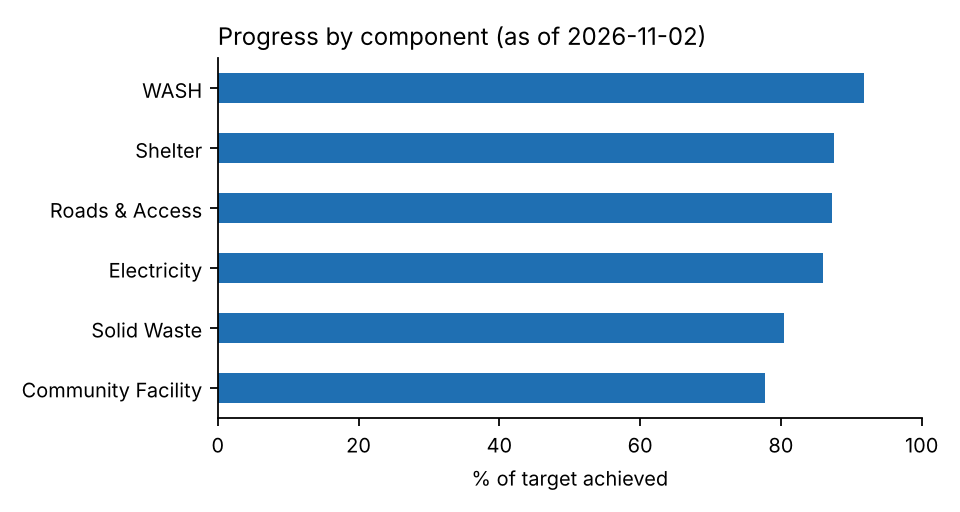 Progress by component (as of 2026-11-02)
WASH
Shelter
Roads & Access
Electricity
Solid Waste
Community Facility
0 20 40 60 80 100
% of target achieved